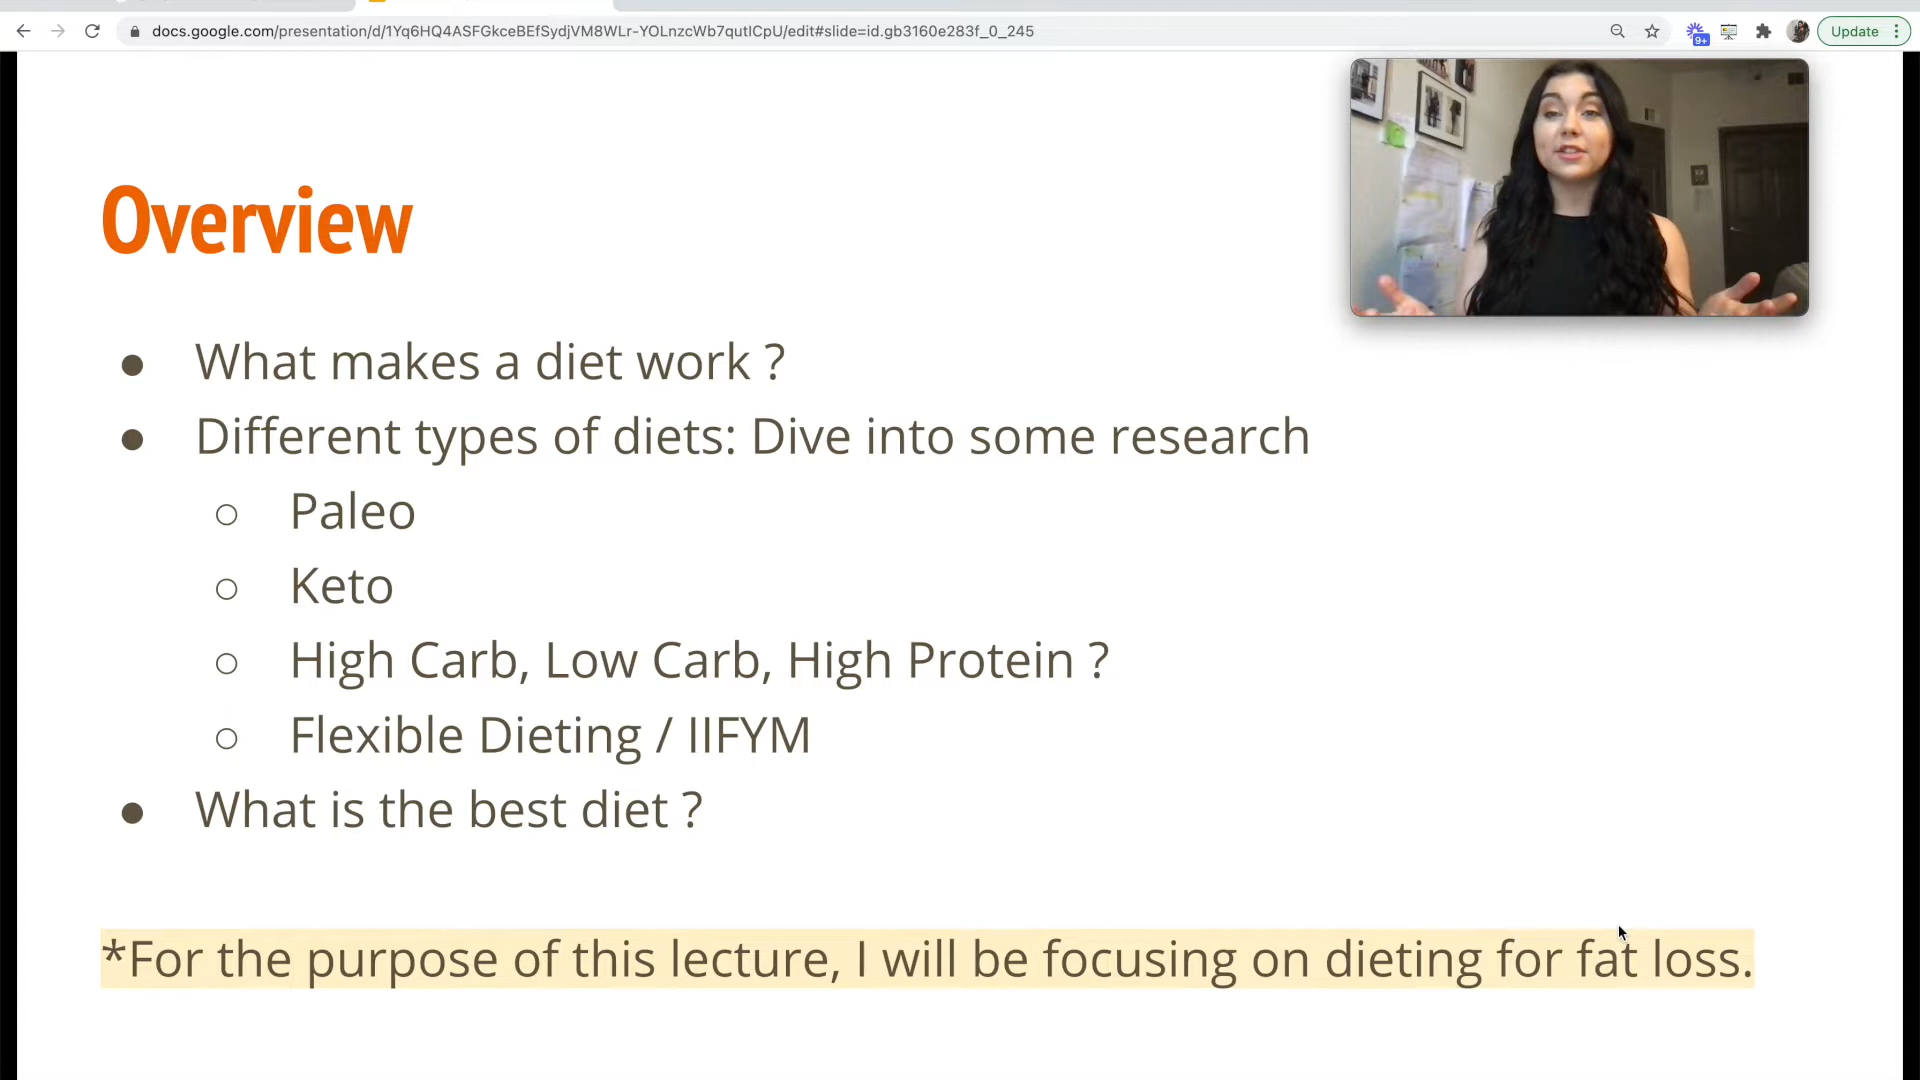 docs.google.com/presentation/d/1Yq6HQ4ASFGkceBEfSydjVM8WLr-YOLnzcWb7qutICpU/edit#slide=id.gb3160e283f_0_245
9+
Update
Overview
● What makes a diet work ?
● Different types of diets: Dive into some research
○ Paleo
○ Keto
○ High Carb, Low Carb, High Protein ?
○ Flexible Dieting / IIFYM
● What is the best diet ?
*For the purpose of this lecture, I will be focusing on dieting for fat loss.